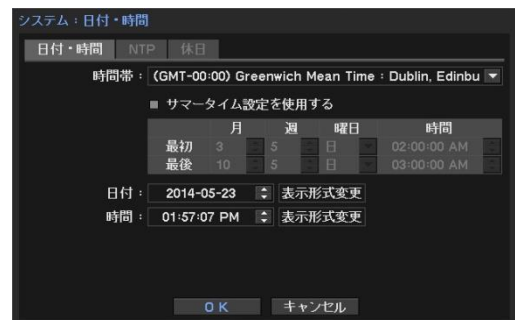 システム：日付・時間
日付・時間 NTP 休日
時間帯： (GMT-00:00) Greenwich Mean Time : Dublin, Edinbu
サマータイム設定を使用する
月 週 曜日 時間
最初 3 5 日 02:00:00 AM
最後 10 5 日 03:00:00 AM
日付： 2014-05-23 表示形式変更
時間： 01:57:07 PM 表示形式変更
OK キャンセル